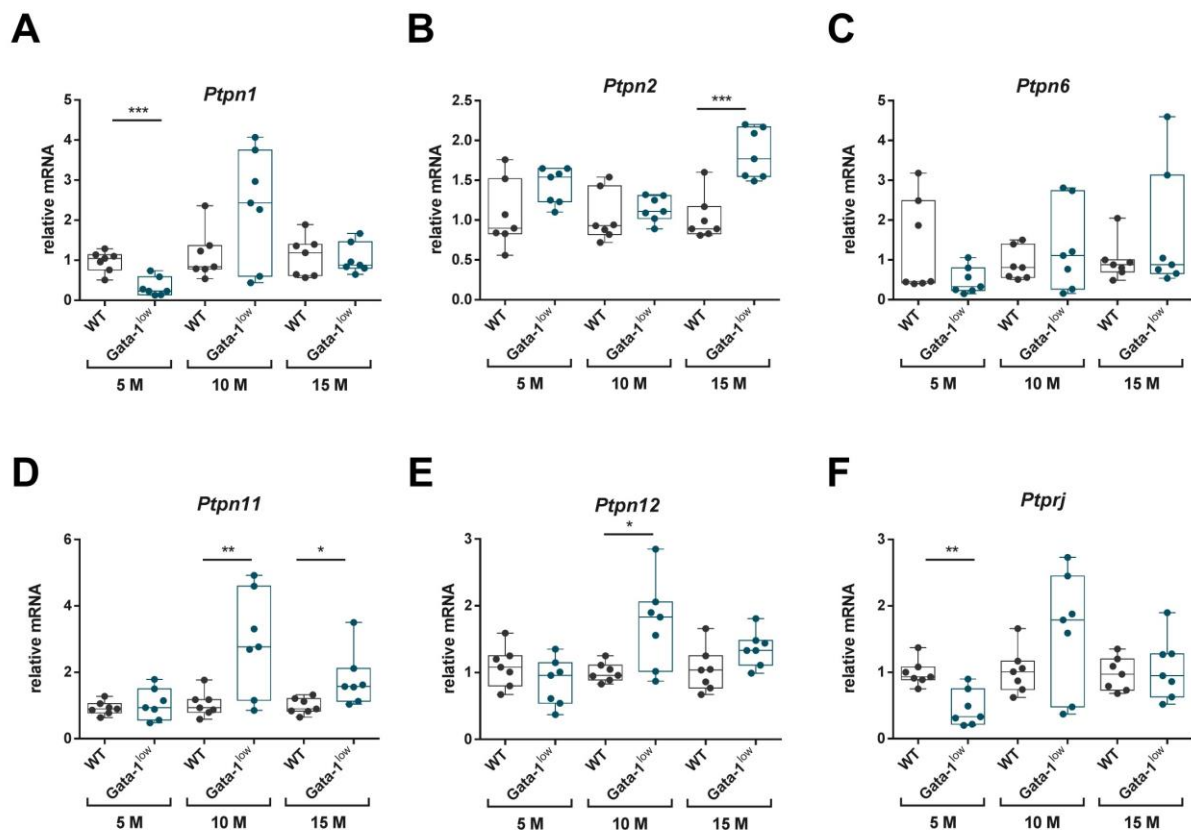 A
Ptpn1
relative mRNA
5
4
3
2
1
0
***
WT
Gata-1low
WT
Gata-1low
WT
Gata-1low
5 M
10 M
15 M
B
Ptpn2
relative mRNA
2.5
2.0
1.5
1.0
0.5
0.0
***
WT
Gata-1low
WT
Gata-1low
WT
Gata-1low
5 M
10 M
15 M
C
Ptpn6
relative mRNA
5
4
3
2
1
0
WT
Gata-1low
WT
Gata-1low
WT
Gata-1low
5 M
10 M
15 M
D
Ptpn11
relative mRNA
6
4
2
0
**
*
WT
Gata-1low
WT
Gata-1low
WT
Gata-1low
5 M
10 M
15 M
E
Ptpn12
relative mRNA
3
2
1
0
*
WT
Gata-1low
WT
Gata-1low
WT
Gata-1low
5 M
10 M
15 M
F
Ptprj
relative mRNA
3
2
1
0
**
WT
Gata-1low
WT
Gata-1low
WT
Gata-1low
5 M
10 M
15 M